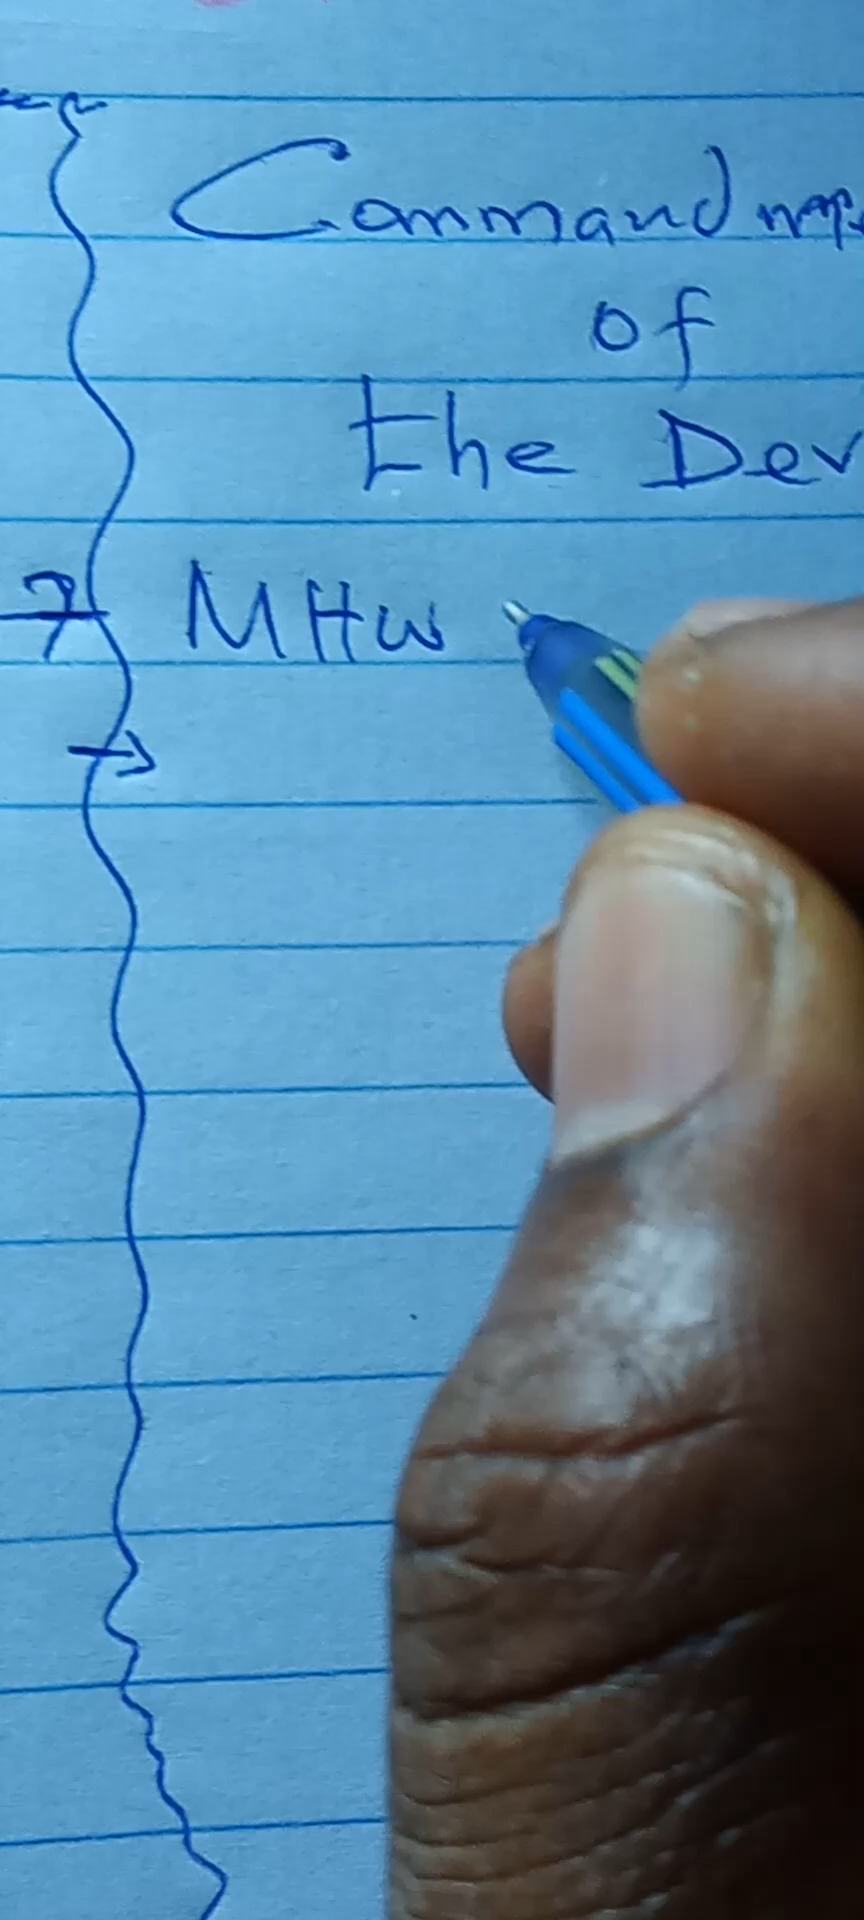 Command
of
the Dev
7 MHW
→